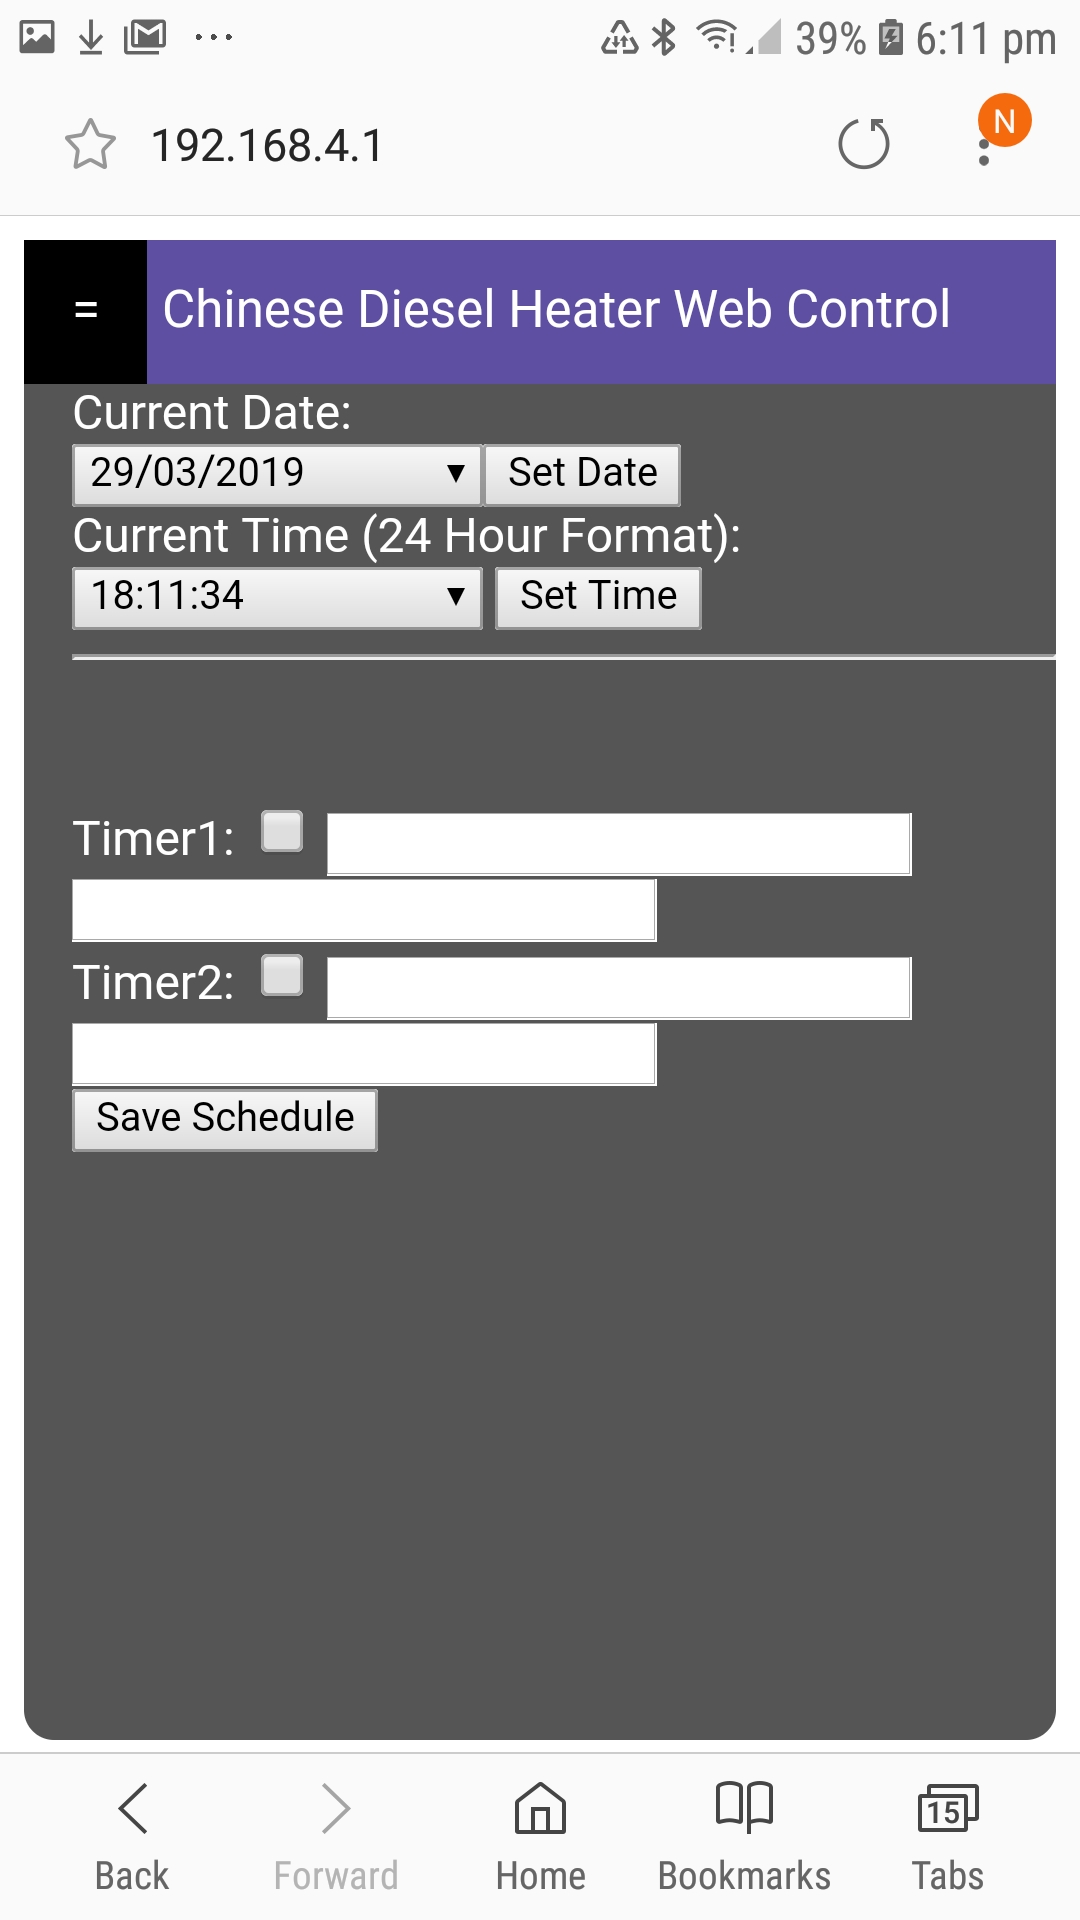 39% 6:11 pm
192.168.4.1
N
= Chinese Diesel Heater Web Control
Current Date:
29/03/2019 ▼ Set Date
Current Time (24 Hour Format):
18:11:34 ▼ Set Time
Timer1:
Timer2:
Save Schedule
15
Back Forward Home Bookmarks Tabs